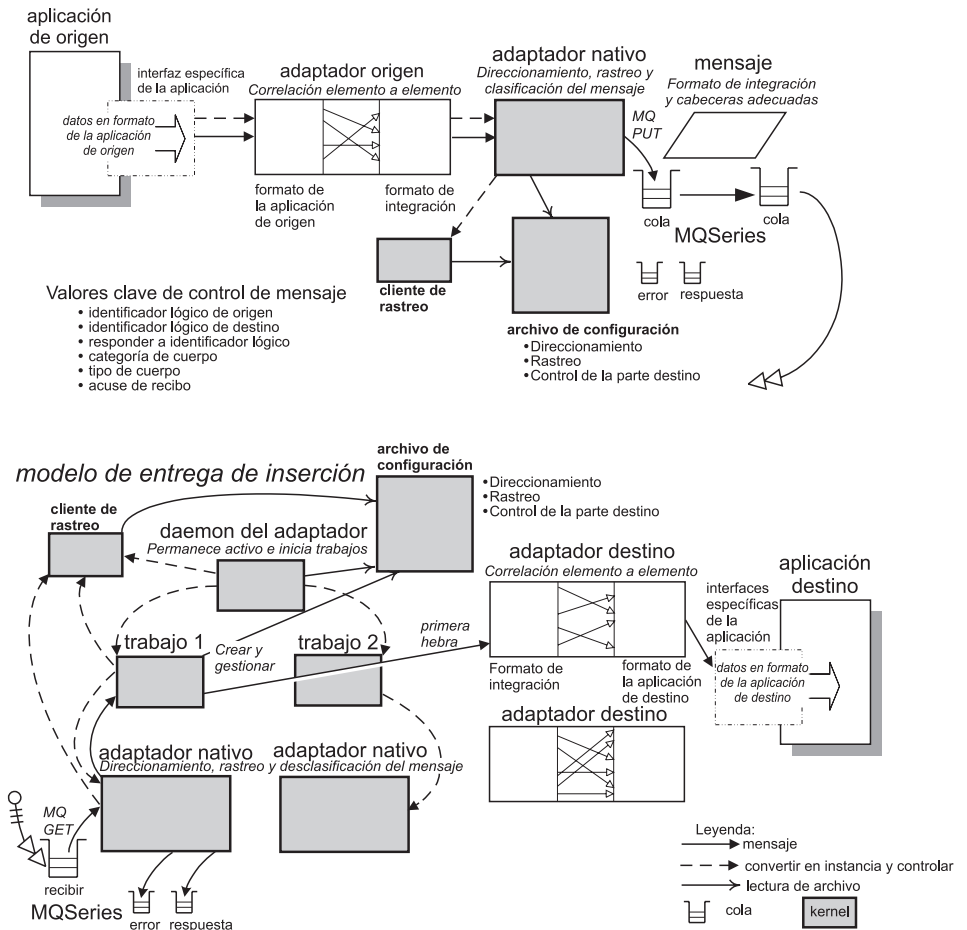 aplicación
de origen
interfaz específica
de la aplicación
datos en formato
de la aplicación
de origen
adaptador origen
Correlación elemento a elemento
formato de
la aplicación
de origen
formato de
integración
adaptador nativo
Direccionamiento, rastreo y
clasificación del mensaje
MQ
PUT
mensaje
Formato de integración
y cabeceras adecuadas
cola
cola
MQSeries
error
respuesta
cliente de
rastreo
archivo de configuración
•Direccionamiento
•Rastreo
•Control de la parte destino
Valores clave de control de mensaje
• identificador lógico de origen
• identificador lógico de destino
• responder a identificador lógico
• categoría de cuerpo
• tipo de cuerpo
• acuse de recibo
modelo de entrega de inserción
archivo de
configuración
•Direccionamiento
•Rastreo
•Control de la parte destino
cliente de
rastreo
daemon del adaptador
Permanece activo e inicia trabajos
trabajo 1
Crear y
gestionar
trabajo 2
primera
hebra
adaptador destino
Correlación elemento a elemento
Formato de
integración
formato de
la aplicación
de destino
interfaces
específicas
de la
aplicación
aplicación
destino
datos en formato
de la aplicación
de destino
adaptador destino
adaptador nativo
adaptador nativo
Direccionamiento, rastreo y desclasificación del mensaje
MQ
GET
recibir
MQSeries
error
respuesta
Leyenda:
mensaje
convertir en instancia y controlar
lectura de archivo
cola
kernel